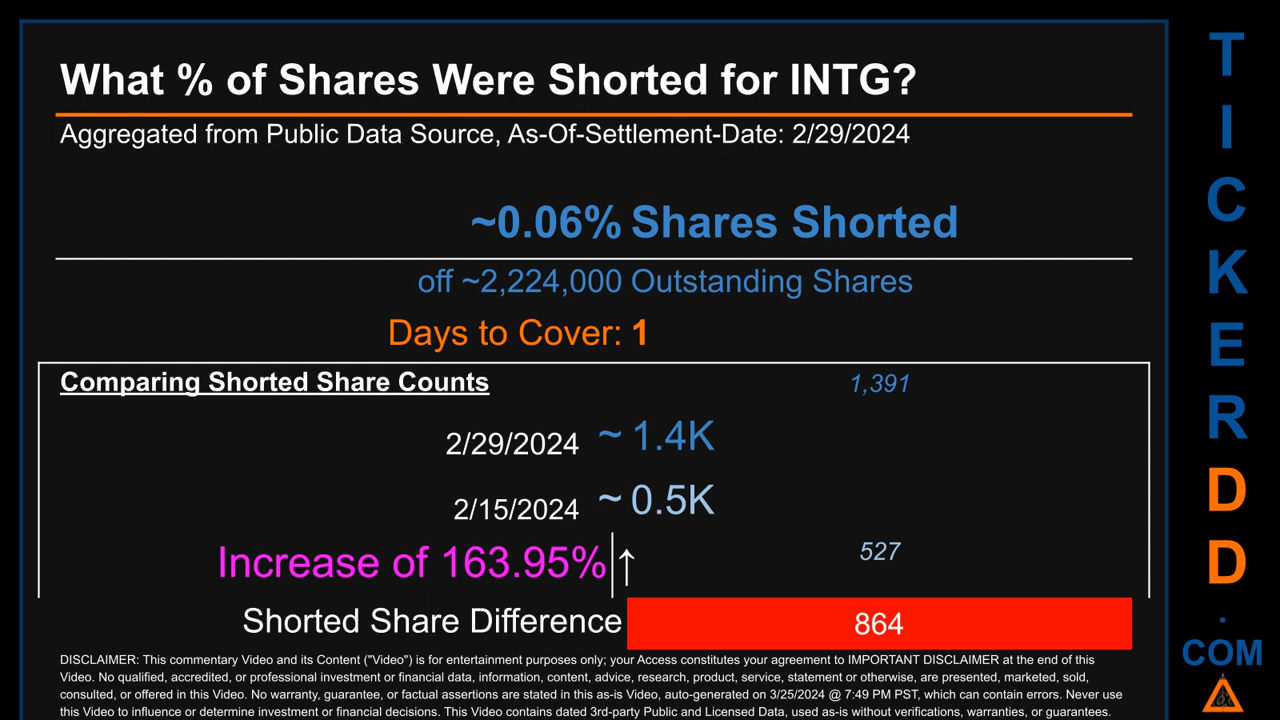 What % of Shares Were Shorted for INTG?
Aggregated from Public Data Source, As-Of-Settlement-Date: 2/29/2024
~0.06% Shares Shorted
off ~2,224,000 Outstanding Shares
Days to Cover: 1
Comparing Shorted Share Counts
1,391
2/29/2024 ~ 1.4K
2/15/2024 ~ 0.5K
527
Increase of 163.95% ↑
Shorted Share Difference 864
DISCLAIMER: This commentary Video and its Content ("Video") is for entertainment purposes only; your Access constitutes your agreement to IMPORTANT DISCLAIMER at the end of this
Video. No qualified, accredited, or professional investment or financial data, information, content, advice, research, product, service, statement or otherwise, are presented, marketed, sold,
consulted, or offered in this Video. No warranty, guarantee, or factual assertions are stated in this as-is Video, auto-generated on 3/25/2024 @ 7:49 PM PST, which can contain errors. Never use
this Video to influence or determine investment or financial decisions. This Video contains dated 3rd-party Public and Licensed Data, used as-is without verifications, warranties, or guarantees.
T
I
C
K
E
R
D
D
.
COM